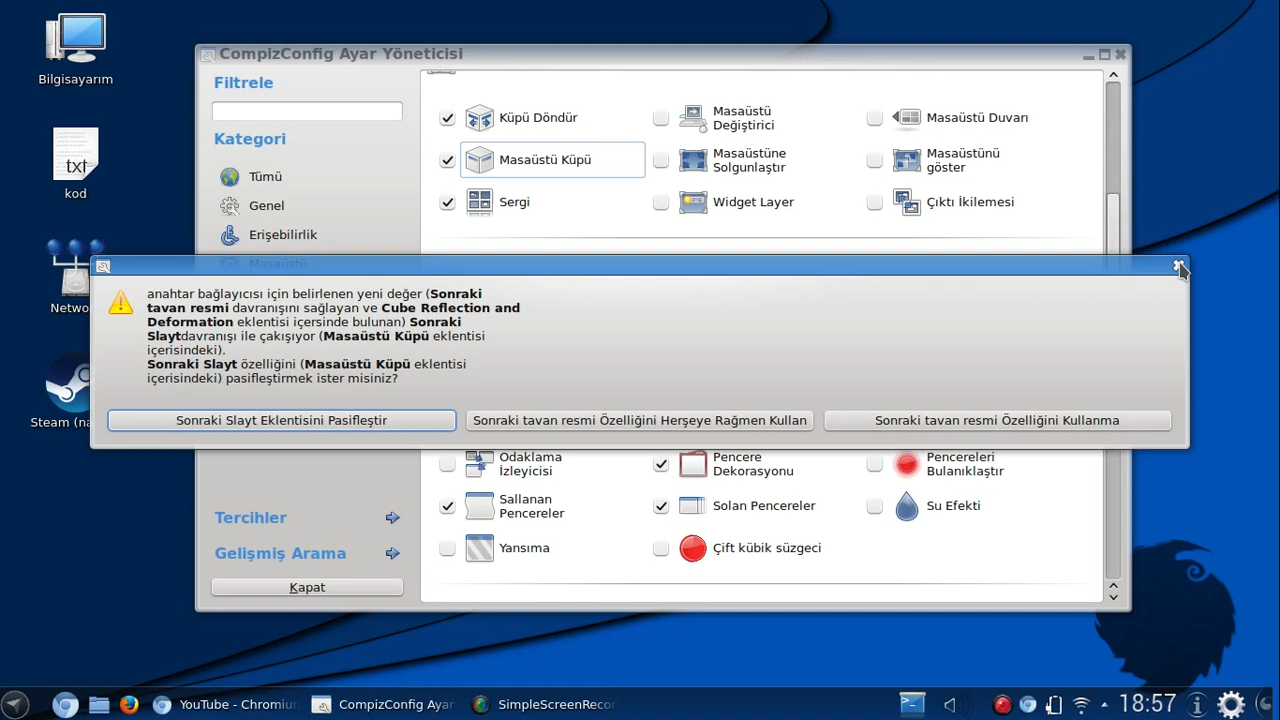 Bilgisayarım
kod
txt
Netwo
Steam (na
CompizConfig Ayar Yöneticisi
Filtrele
Kategori
Tümü
Genel
Erişebilirlik
Masaüstü
Küpü Döndür
Masaüstü
Değiştirici
Masaüstü Duvarı
Masaüstü Küpü
Masaüstüne
Solgunlaştır
Masaüstünü
göster
Sergi
Widget Layer
Çıktı İkilemesi
anahtar bağlayıcısı için belirlenen yeni değer (Sonraki
tavan resmi davranışını sağlayan ve Cube Reflection and
Deformation eklentisi içersinde bulunan) Sonraki
Slaytdavranışı ile çakışıyor (Masaüstü Küpü eklentisi
içerisindeki).
Sonraki Slayt özelliğini (Masaüstü Küpü eklentisi
içerisindeki) pasifleştirmek ister misiniz?
Sonraki Slayt Eklentisini Pasifleştir
Sonraki tavan resmi Özelliğini Herşeye Rağmen Kullan
Sonraki tavan resmi Özelliğini Kullanma
Odaklama
İzleyicisi
Pencere
Dekorasyonu
Pencereleri
Bulanıklaştır
Sallanan
Pencereler
Solan Pencereler
Su Efekti
Yansıma
Çift kübik süzgeci
Tercihler
Gelişmiş Arama
Kapat
YouTube - Chromiu
CompizConfig Ayar
SimpleScreenReco
18:57